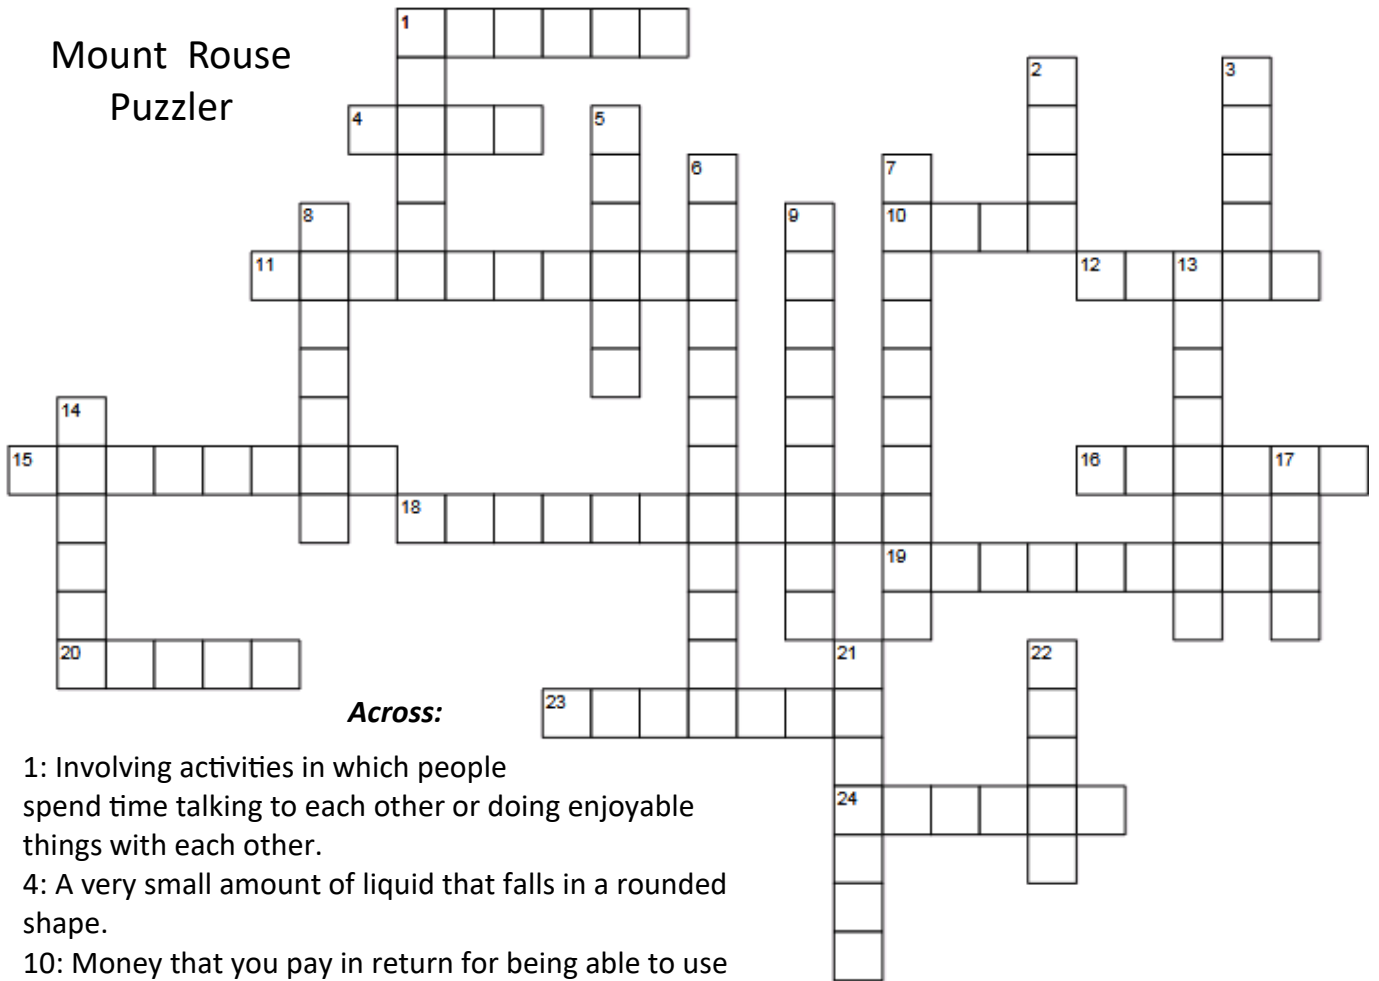 Mount Rouse
Puzzler
1
2
3
4
5
6
7
8
9
10
11
12
13
14
15
16
17
18
19
20
21
22
23
Across:
24
1: Involving activities in which people
spend time talking to each other or doing enjoyable
things with each other.
4: A very small amount of liquid that falls in a rounded
shape.
10: Money that you pay in return for being able to use